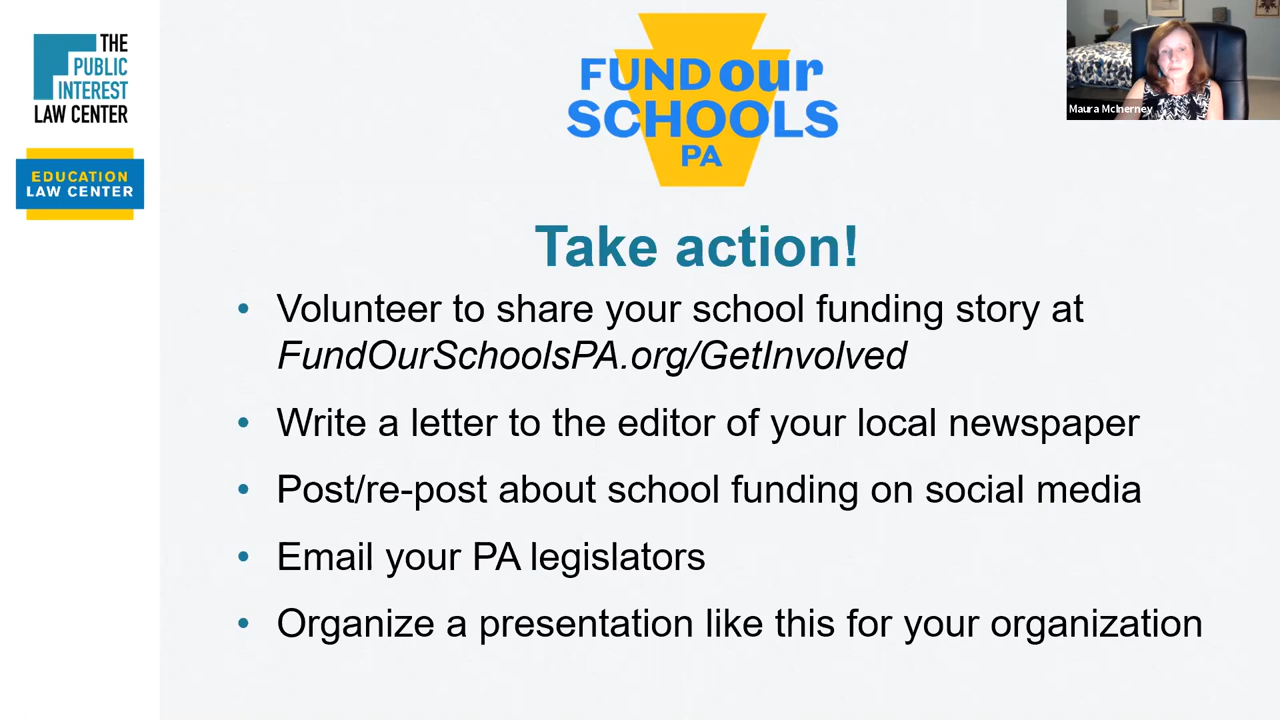 THE
PUBLIC
INTEREST
LAW CENTER
EDUCATION
LAW CENTER
FUND our
SCHOOLS
PA
Maura McInerney
Take action!
• Volunteer to share your school funding story at
FundOurSchoolsPA.org/GetInvolved
• Write a letter to the editor of your local newspaper
• Post/re-post about school funding on social media
• Email your PA legislators
• Organize a presentation like this for your organization